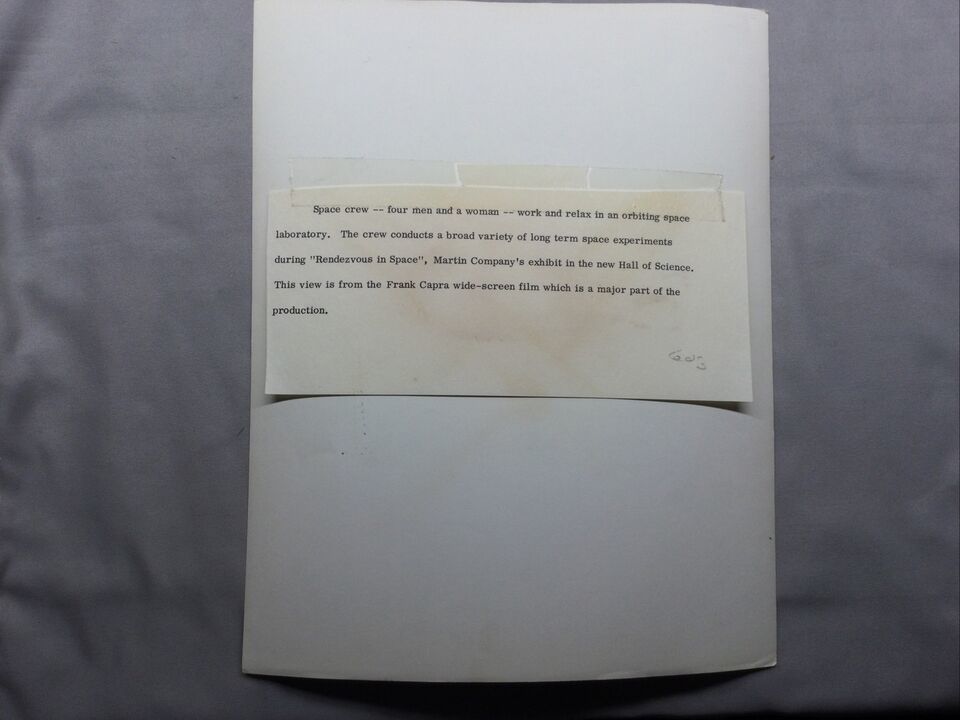 Space crew -- four men and a woman -- work and relax in an orbiting space
laboratory. The crew conducts a broad variety of long term space experiments
during "Rendezvous in Space", Martin Company's exhibit in the new Hall of Science.
This view is from the Frank Capra wide-screen film which is a major part of the
production.